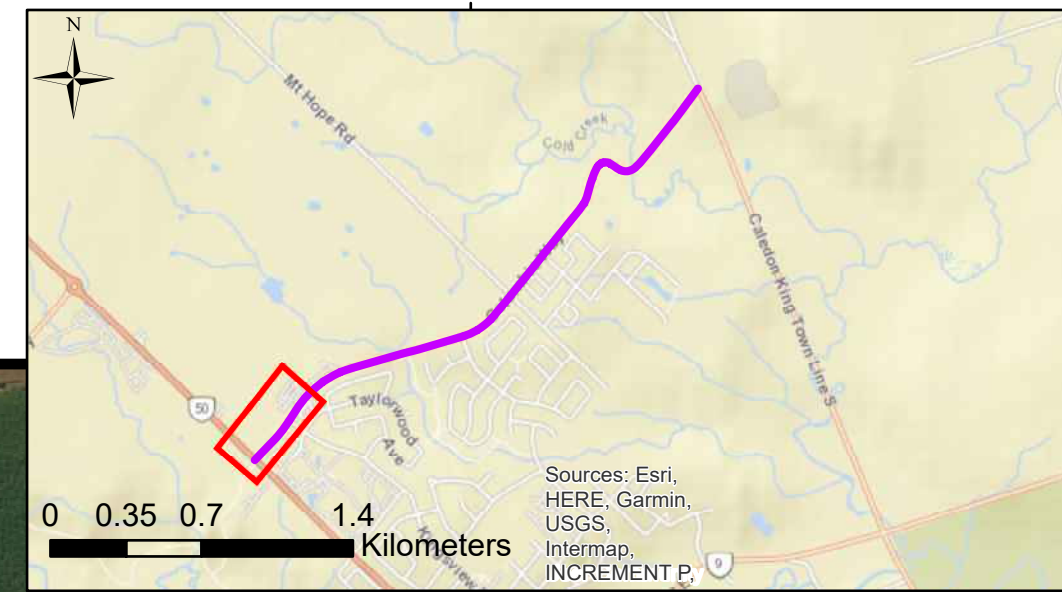 N
Mt Hope Rd
Cold Creek
Caledon King Town Line S
Taylorwood
Ave
50
Sources: Esri,
HERE, Garmin,
USGS,
Intermap,
INCREMENT P,
0 0.35 0.7 1.4
Kilometers
9